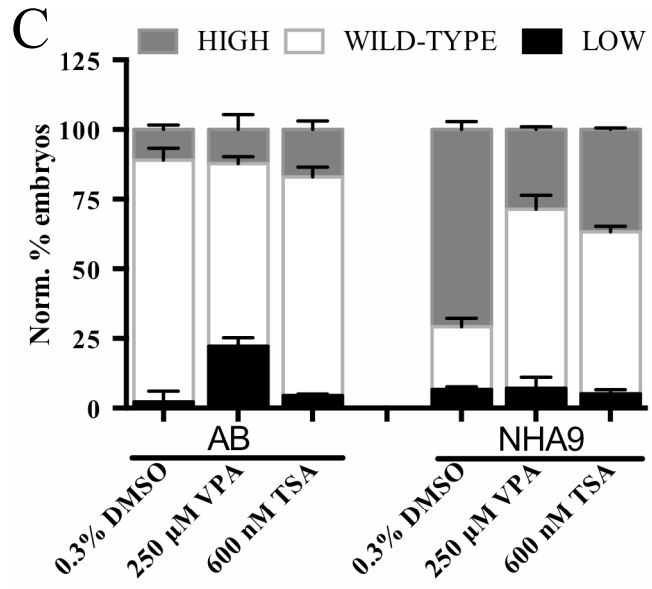 C
HIGH WILD-TYPE LOW
125
100
75
50
25
0
Norm. % embryos
AB NHA9
0.3% DMSO
250 µM VPA
600 nM TSA
0.3% DMSO
250 µM VPA
600 nM TSA